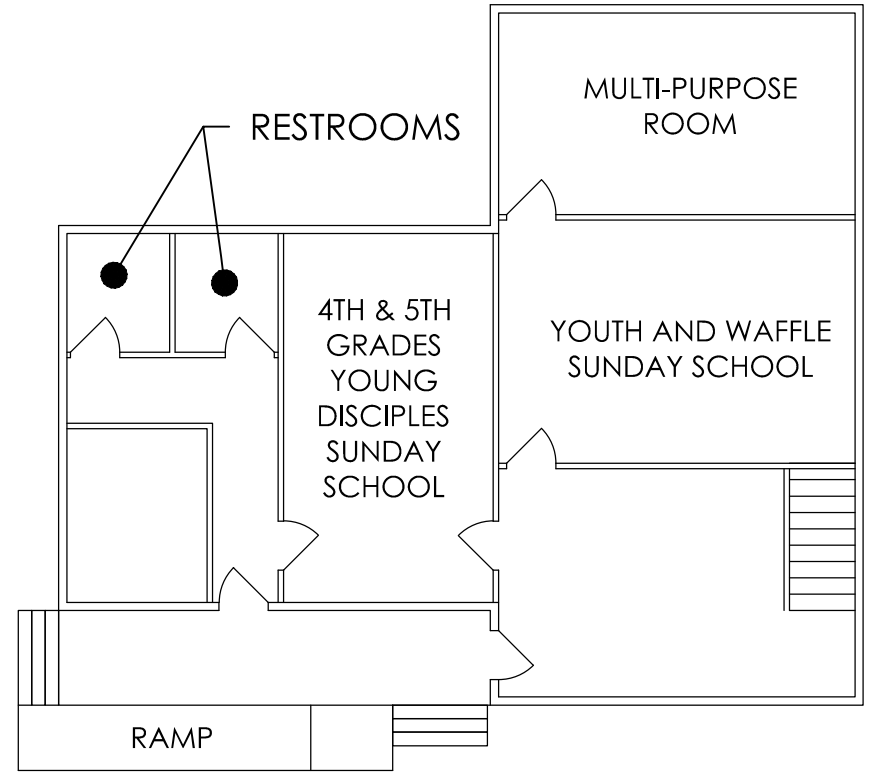 MULTI-PURPOSE
ROOM
RESTROOMS
4TH & 5TH
GRADES
YOUNG
DISCIPLES
SUNDAY
SCHOOL
YOUTH AND WAFFLE
SUNDAY SCHOOL
RAMP